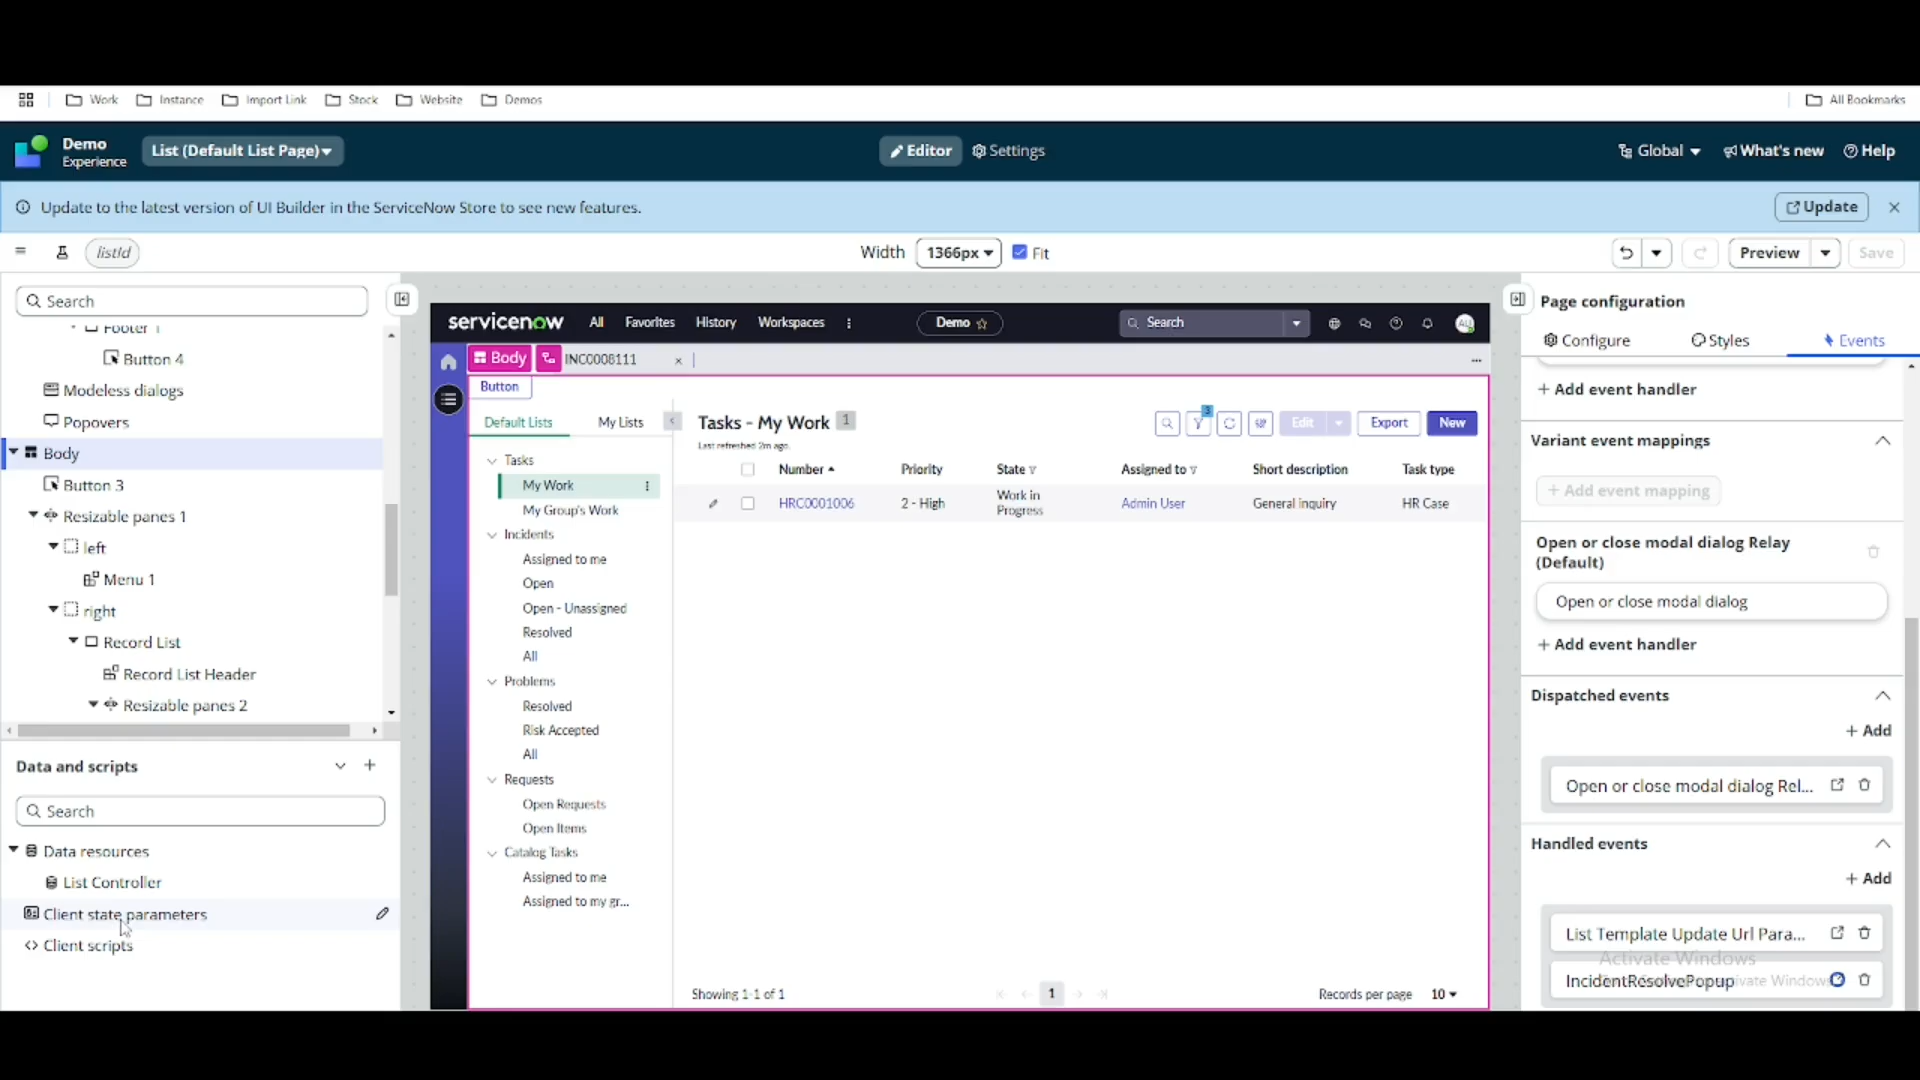 Work
Instance
Import Link
Stock
Website
Demos
All Bookmarks
Demo
Experience
List (Default List Page)
Editor
Settings
Global
What's new
Help
Update to the latest version of UI Builder in the ServiceNow Store to see new features.
Update
listId
Width
1366px
Fit
Preview
Save
Search
Footer 1
Button 4
Modeless dialogs
Popovers
Body
Button 3
Resizable panes 1
left
Menu 1
right
Record List
Record List Header
Resizable panes 2
Data and scripts
Search
Data resources
List Controller
Client state parameters
Client scripts
servicenow
All
Favorites
History
Workspaces
Demo
Search
AU
Body
INC0008111
Button
Default Lists
My Lists
Tasks
My Work
My Group's Work
Incidents
Assigned to me
Open
Open - Unassigned
Resolved
All
Problems
Resolved
Risk Accepted
All
Requests
Open Requests
Open Items
Catalog Tasks
Assigned to me
Assigned to my gr...
Tasks - My Work 1
Last refreshed 2m ago.
3
Edit
Export
New
Number
Priority
State
Assigned to
Short description
Task type
HRC0001006
2 - High
Work in
Progress
Admin User
General inquiry
HR Case
Showing 1-1 of 1
1
Records per page
10
Page configuration
Configure
Styles
Events
+ Add event handler
Variant event mappings
+ Add event mapping
Open or close modal dialog Relay
(Default)
Open or close modal dialog
+ Add event handler
Dispatched events
+ Add
Open or close modal dialog Rel...
Handled events
+ Add
List Template Update Url Para...
Activate Windows
IncidentResolvePopup